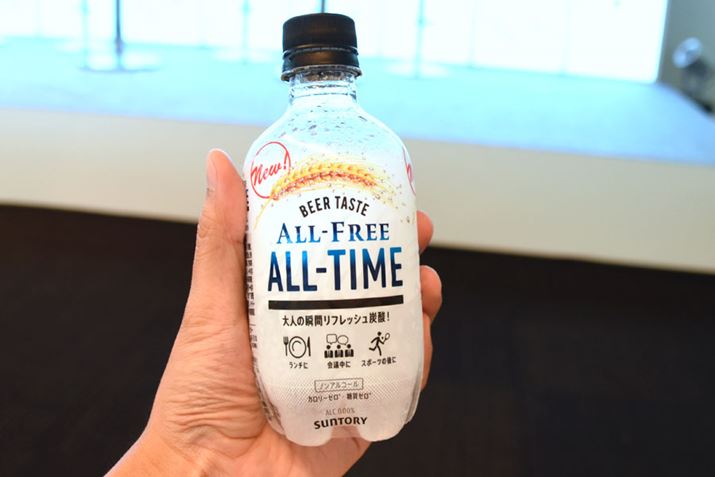 New!
BEER TASTE
ALL-FREE
ALL-TIME
大人の瞬間リフレッシュ炭酸!
ランチに 会議中に スポーツの後に
ノンアルコール
カロリーゼロ* 糖質ゼロ*
ALC.0.00%
SUNTORY